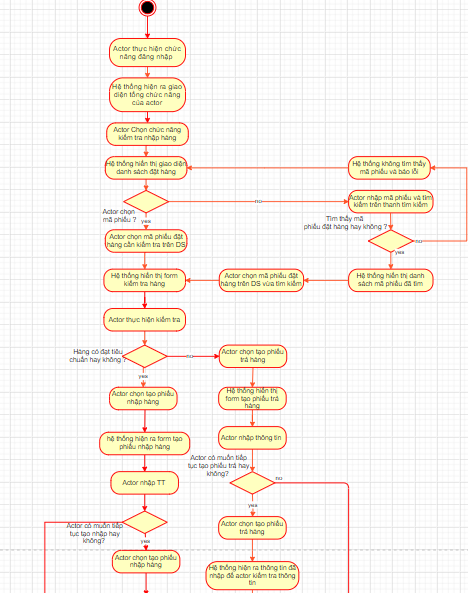 Actor thực hiện chức
năng đăng nhập
Hệ thống hiện ra giao
diện tổng chức năng
của actor
Actor Chọn chức năng
kiểm tra nhập hàng
Hệ thống hiển thị giao diện
danh sách đặt hàng
Hệ thống không tìm thấy
mã phiếu và báo lỗi
Actor chọn
mã phiếu ?
no
yes
Actor nhập mã phiếu và tìm
kiếm trên thanh tìm kiếm
Tìm thấy mã
phiếu đặt hàng hay không ?
no
yes
Actor chọn mã phiếu đặt
hàng cần kiểm tra trên DS
Hệ thống hiển thị form
kiểm tra hàng
Actor chọn mã phiếu đặt
hàng trên DS vừa tìm kiếm
Hệ thống hiển thị danh
sách mã phiếu đã tìm
Actor thực hiện kiểm tra
Hàng có đạt tiêu
chuẩn hay không ?
no
yes
Actor chọn tạo phiếu
trả hàng
Actor chọn tạo phiếu
nhập hàng
Hệ thống hiển thị
form tạo phiếu trả
hàng
hệ thống hiện ra form tạo
phiếu nhập hàng
Actor nhập thông tin
Actor có muốn tiếp
tục tạo phiếu trả hay
không?
no
yes
Actor nhập TT
Actor có muốn tiếp
tục tạo nhập hay
không?
yes
Actor chọn tạo phiếu
trả hàng
Actor chọn tạo phiếu
nhập hàng
Hệ thống hiện ra thông tin đã
nhập để actor kiểm tra thông
tin